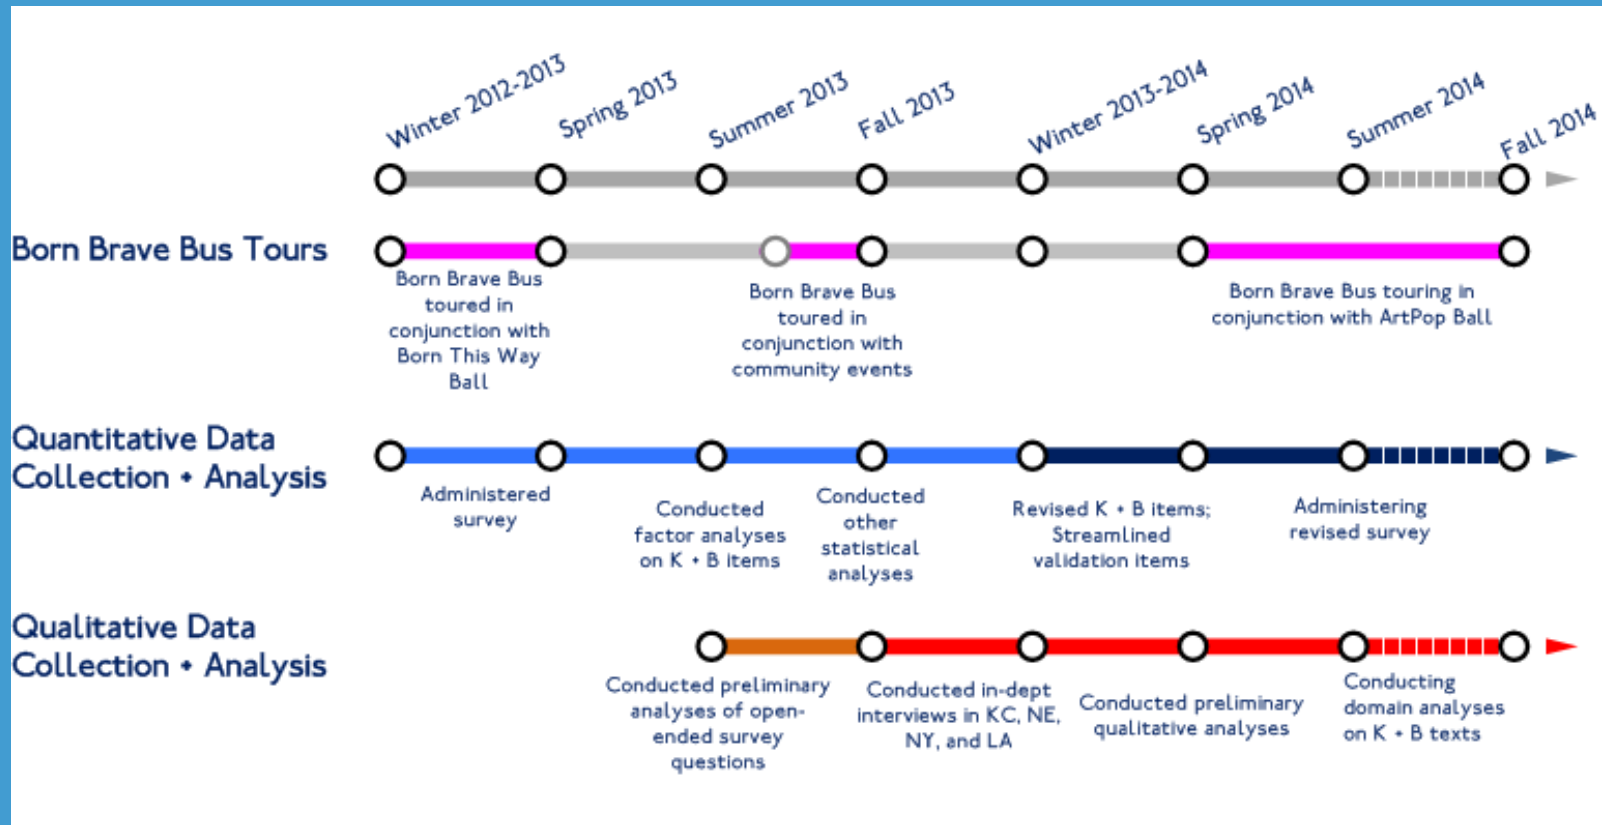 Winter 2012-2013
Spring 2013
Summer 2013
Fall 2013
Winter 2013-2014
Spring 2014
Summer 2014
Fall 2014
Born Brave Bus Tours
Born Brave Bus
toured in
conjunction with
Born This Way
Ball
Born Brave Bus
toured in
conjunction with
community events
Born Brave Bus touring in
conjunction with ArtPop Ball
Quantitative Data
Collection + Analysis
Administered
survey
Conducted
factor analyses
on K + B items
Conducted
other
statistical
analyses
Revised K + B items;
Streamlined
validation items
Administering
revised survey
Qualitative Data
Collection + Analysis
Conducted preliminary
analyses of open-
ended survey
questions
Conducted in-dept
interviews in KC, NE,
NY, and LA
Conducted preliminary
qualitative analyses
Conducting
domain analyses
on K + B texts